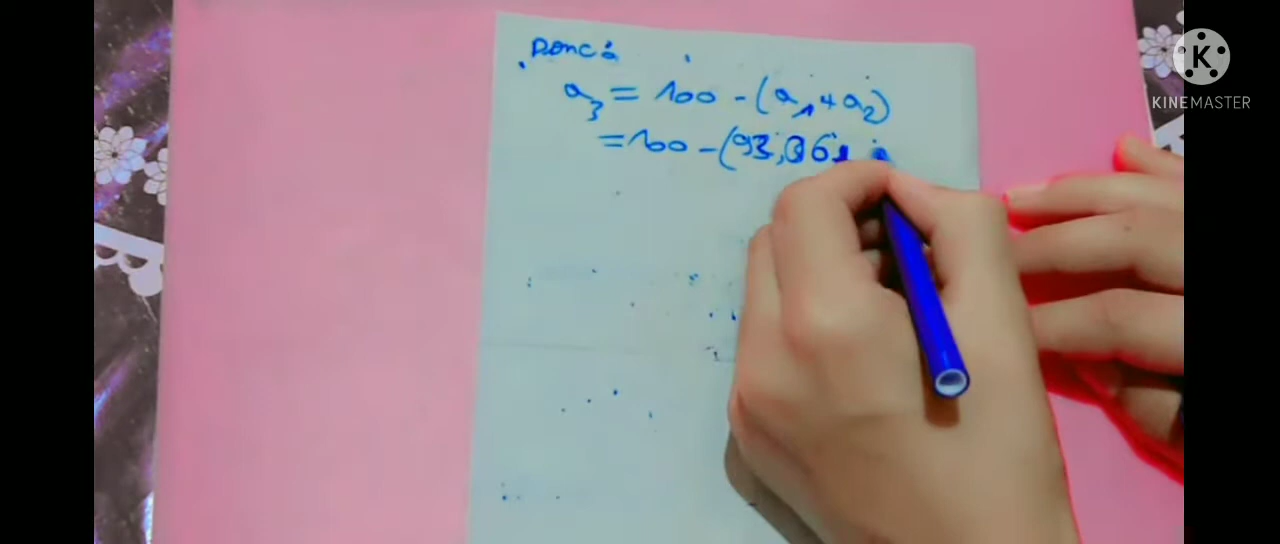 Donc:
a₃ = 100 - (a₁ + a₂)
= 100 - (93,36
K
KINEMASTER